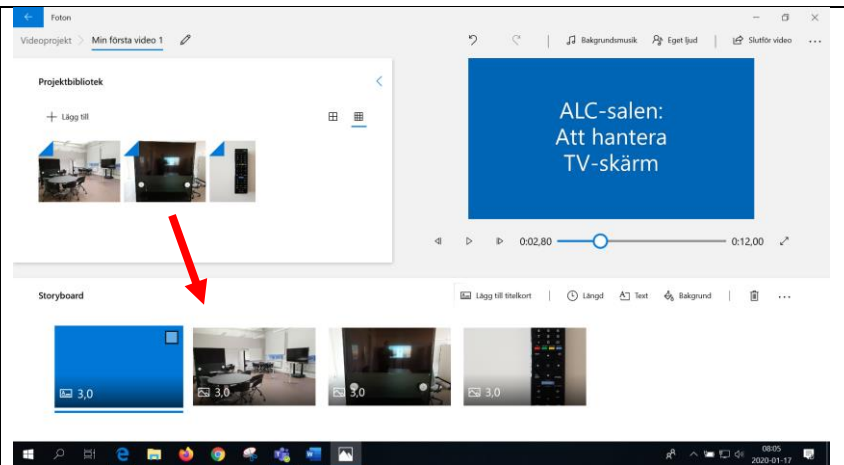 Foton
Videoprojekt > Min första video 1
Bakgrundsmusik Eget ljud Slutför video ...
Projektbibliotek
Lägg till
ALC-salen:
Att hantera
TV-skärm
0:02,80 0:12,00
Storyboard
Lägg till titelkort Längd Text Bakgrund ...
3,0 3,0 3,0 3,0
08:05
2020-01-17